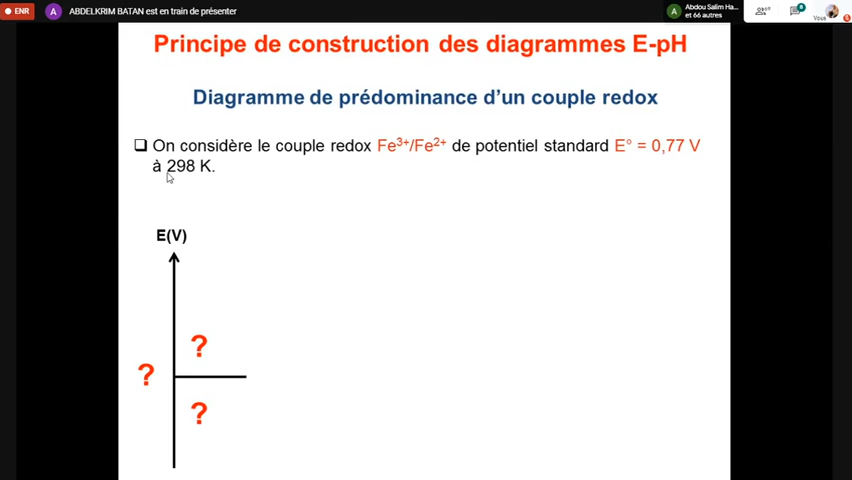 ENR
A
ABDELKRIM BATAN est en train de présenter
A
Abdou Salim Ha...
et 66 autres
8
Vous
Principe de construction des diagrammes E-pH
Diagramme de prédominance d’un couple redox
On considère le couple redox Fe³⁺/Fe²⁺ de potentiel standard E° = 0,77 V
à 298 K.
E(V)
?
?
?